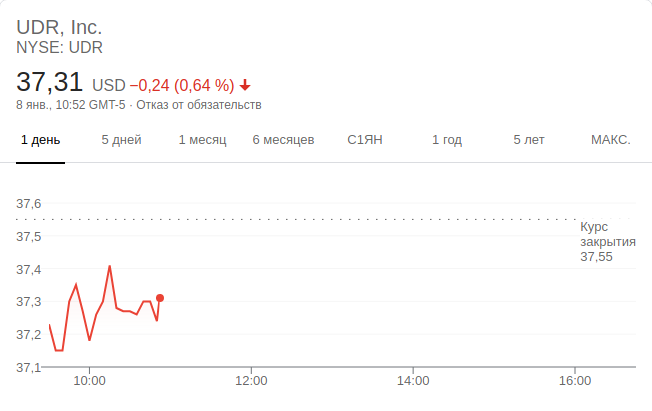 UDR, Inc.
NYSE: UDR
37,31 USD −0,24 (0,64 %)
8 янв., 10:52 GMT-5 · Отказ от обязательств
1 день 5 дней 1 месяц 6 месяцев С1ЯН 1 год 5 лет МАКС.
37,6
Курс
37,5
закрытия
37,55
37,4
37,3
37,2
37,1
10:00 12:00 14:00 16:00